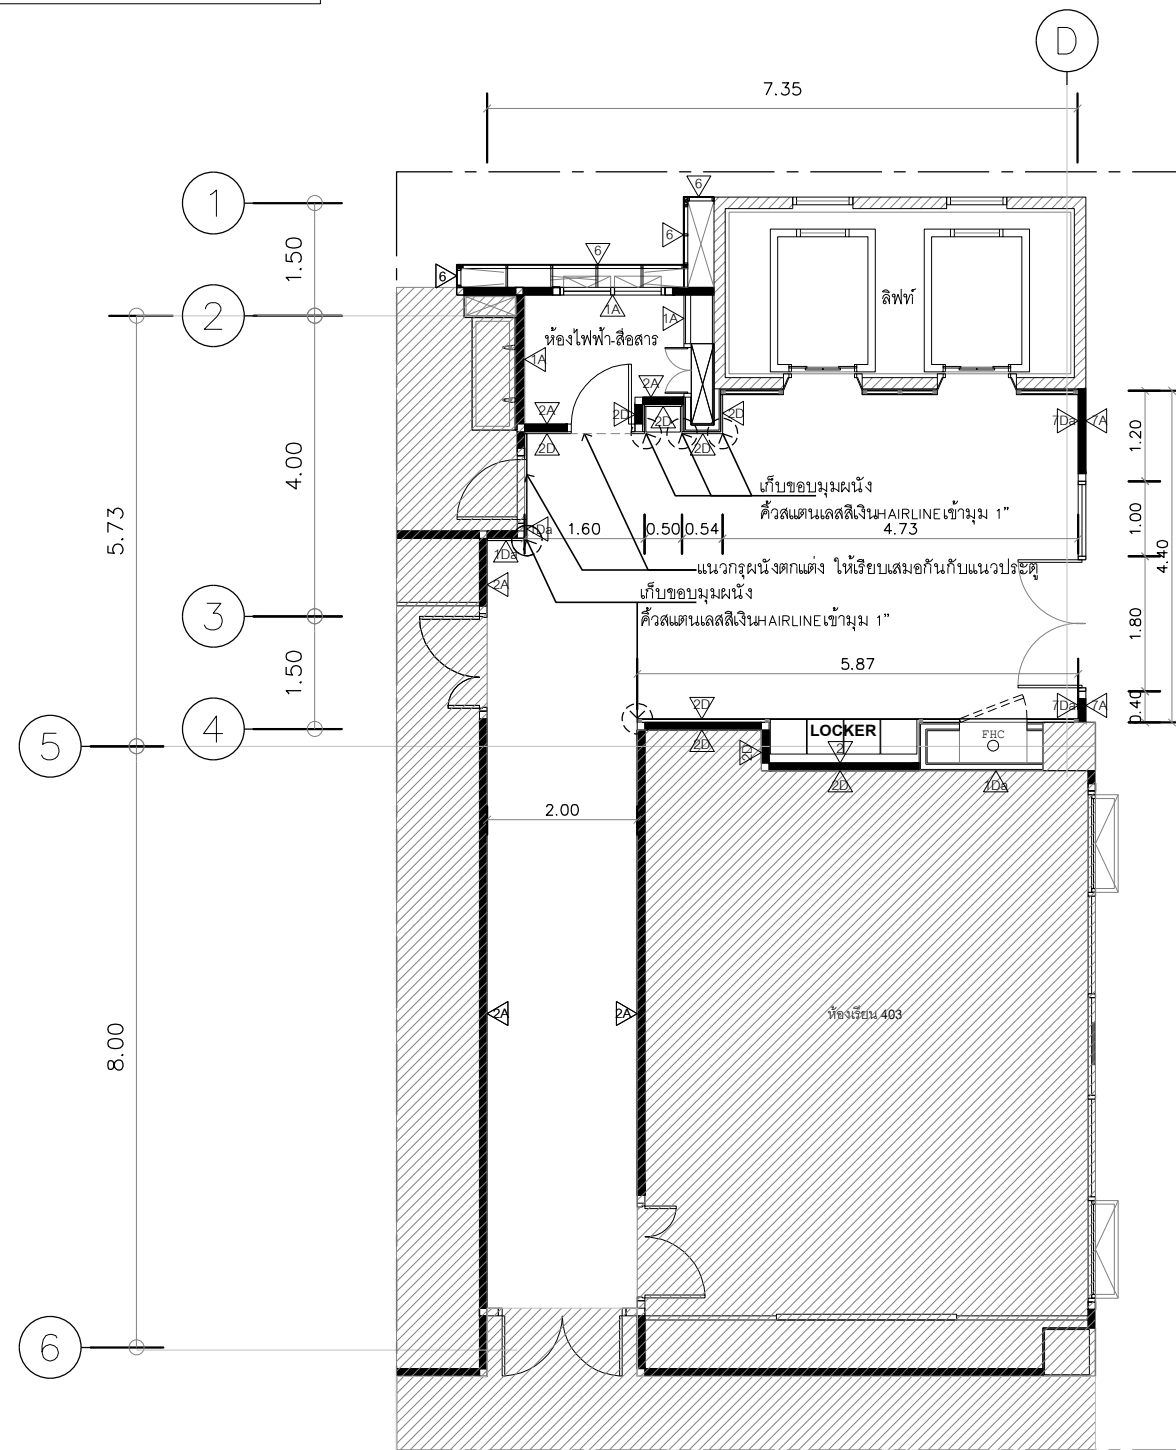 D
7.35
1
6
1.50
6
6
6
ลิฟท์
2
1A
1A
ห้องไฟฟ้า-สื่อสาร
1A
2A
2A
2D
2D
2D
2D
2D
7Da
7A
1.20
4.00
เก็บขอบมุมผนัง
คิ้วสแตนเลสสีเงินHAIRLINEเข้ามุม 1"
5.73
1Da
1.60
0.50
0.54
4.73
1.00
4.40
1Da
แนวกรุผนังตกแต่ง ให้เรียบเสมอกันกับแนวประตู
2A
เก็บขอบมุมผนัง
คิ้วสแตนเลสสีเงินHAIRLINEเข้ามุม 1"
3
1.80
1.50
5.87
2D
7Da
7A
0.40
4
5
LOCKER
FHC
2D
2D
2
2D
1Da
2.00
8.00
2A
2A
ห้องเรียน 403
6